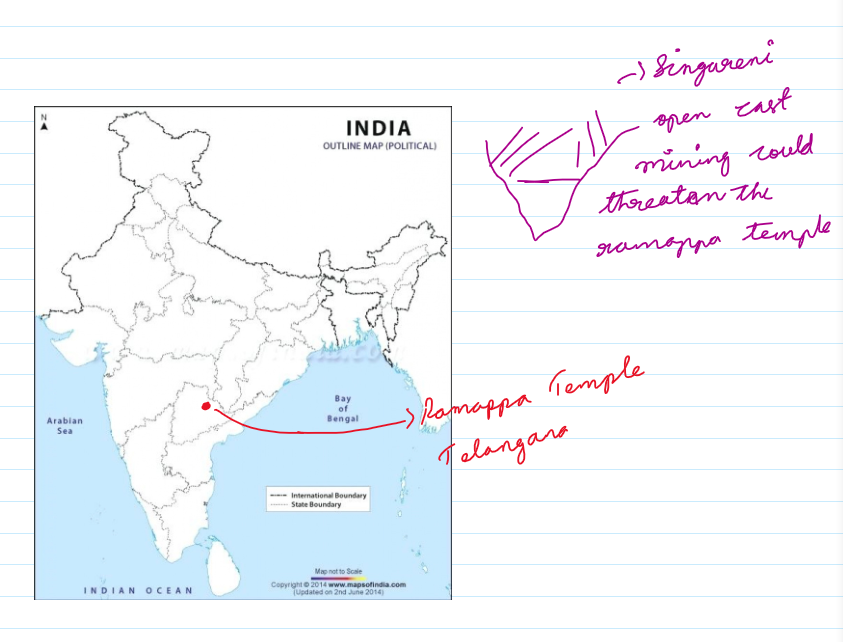 N
INDIA
OUTLINE MAP (POLITICAL)
→ Singareni
open cast
mining could
threatan the
ramappa temple
Arabian
Sea
Bay
of
Bengal
Ramappa Temple
Telangana
International Boundary
State Boundary
Map not to Scale
Copyright © 2014 www.mapsofindia.com
(Updated on 2nd June 2014)
INDIAN OCEAN